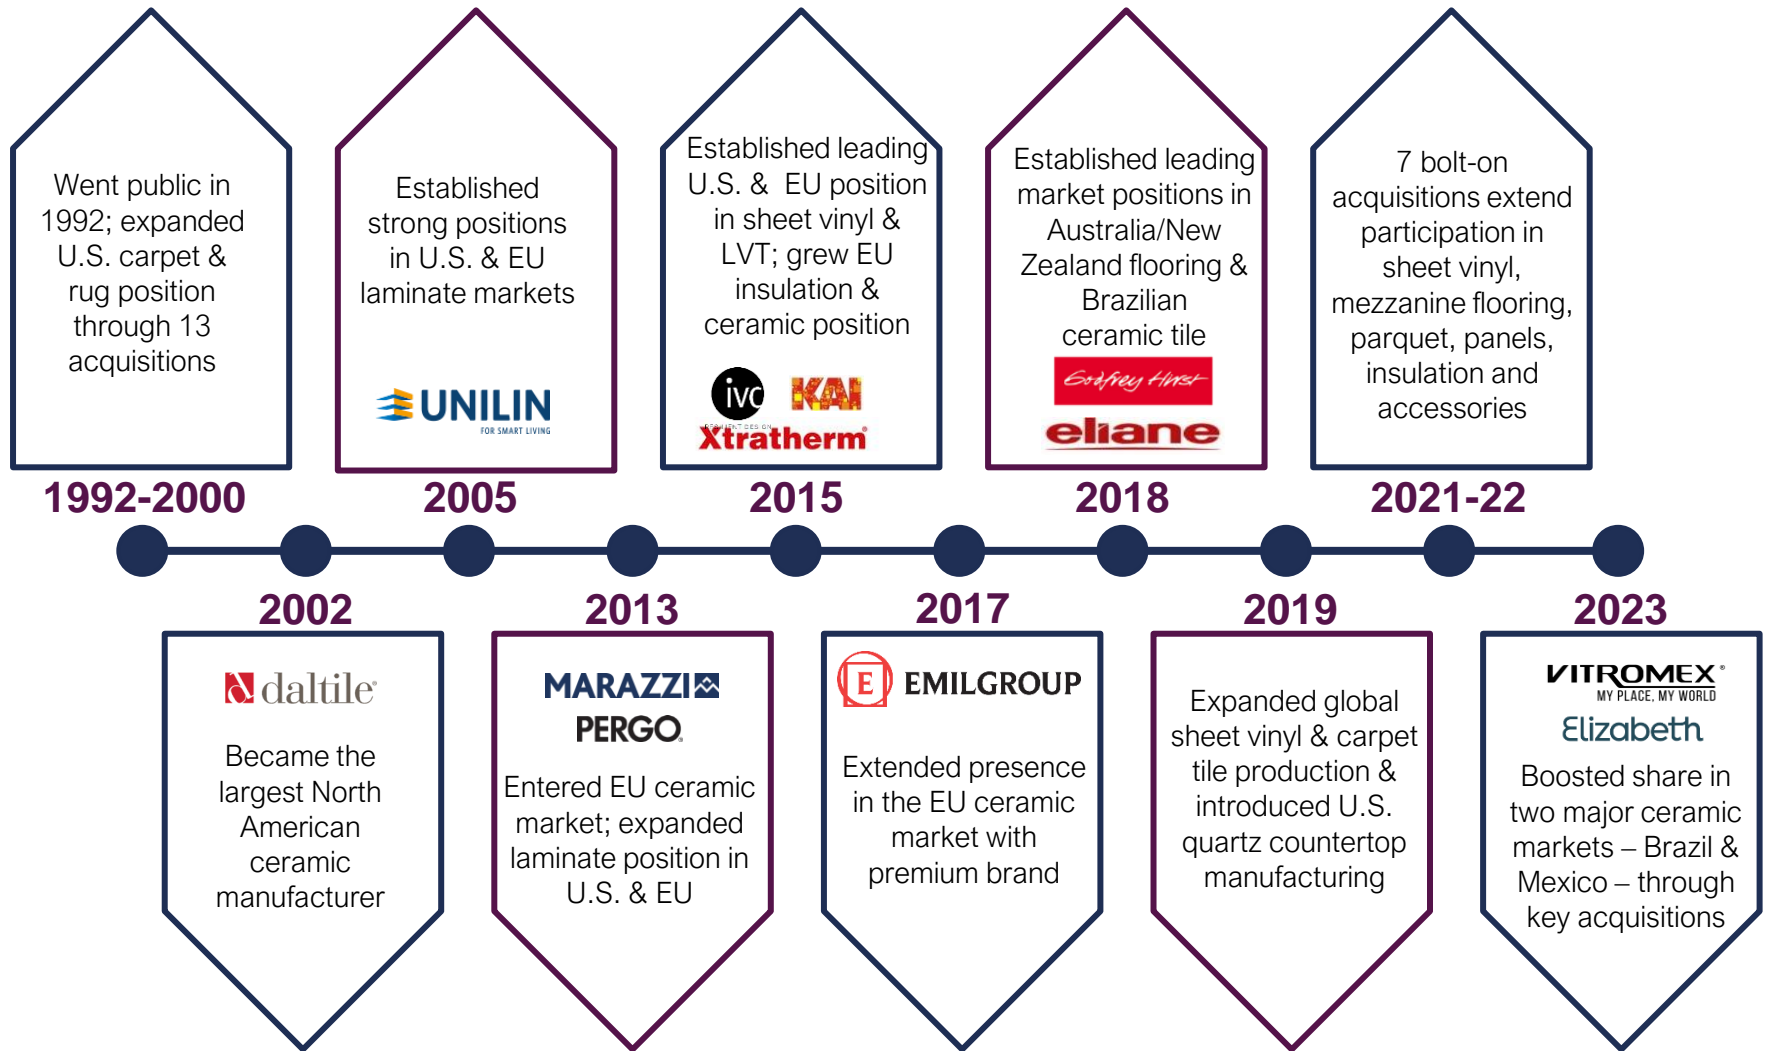 Went public in
1992; expanded
U.S. carpet &
rug position
through 13
acquisitions
1992-2000
Established
strong positions
in U.S. & EU
laminate markets
UNILIN
FOR SMART LIVING
2005
Established leading
U.S. & EU position
in sheet vinyl &
LVT; grew EU
insulation &
ceramic position
ivc
KAI
Xtratherm
2015
Established leading
market positions in
Australia/New
Zealand flooring &
Brazilian
ceramic tile
Godfrey Hirst
eliane
2018
7 bolt-on
acquisitions extend
participation in
sheet vinyl,
mezzanine flooring,
parquet, panels,
insulation and
accessories
2021-22
2002
daltile
Became the
largest North
American
ceramic
manufacturer
2013
MARAZZI
PERGO
Entered EU ceramic
market; expanded
laminate position in
U.S. & EU
2017
E EMILGROUP
Extended presence
in the EU ceramic
market with
premium brand
2019
Expanded global
sheet vinyl & carpet
tile production &
introduced U.S.
quartz countertop
manufacturing
2023
VITROMEX®
MY PLACE, MY WORLD
Elizabeth
Boosted share in
two major ceramic
markets – Brazil &
Mexico – through
key acquisitions